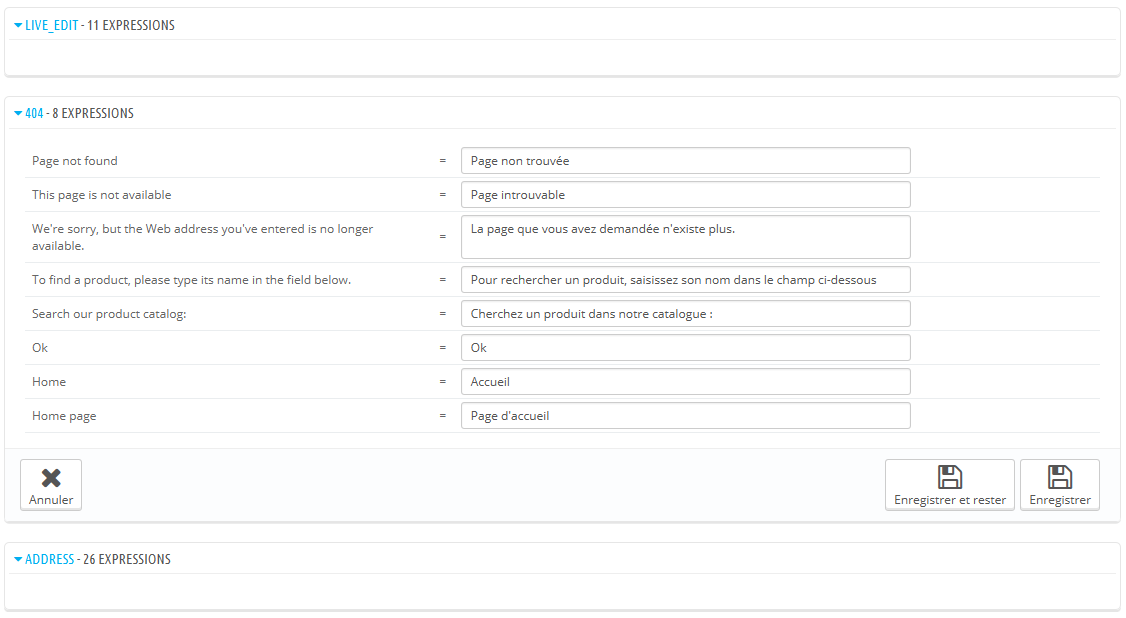 LIVE_EDIT - 11 EXPRESSIONS
404 - 8 EXPRESSIONS
Page not found = Page non trouvée
This page is not available = Page introuvable
We're sorry, but the Web address you've entered is no longer
available.
= La page que vous avez demandée n'existe plus.
To find a product, please type its name in the field below. = Pour rechercher un produit, saisissez son nom dans le champ ci-dessous
Search our product catalog: = Cherchez un produit dans notre catalogue :
Ok = Ok
Home = Accueil
Home page = Page d'accueil
Annuler Enregistrer et rester Enregistrer
ADDRESS - 26 EXPRESSIONS